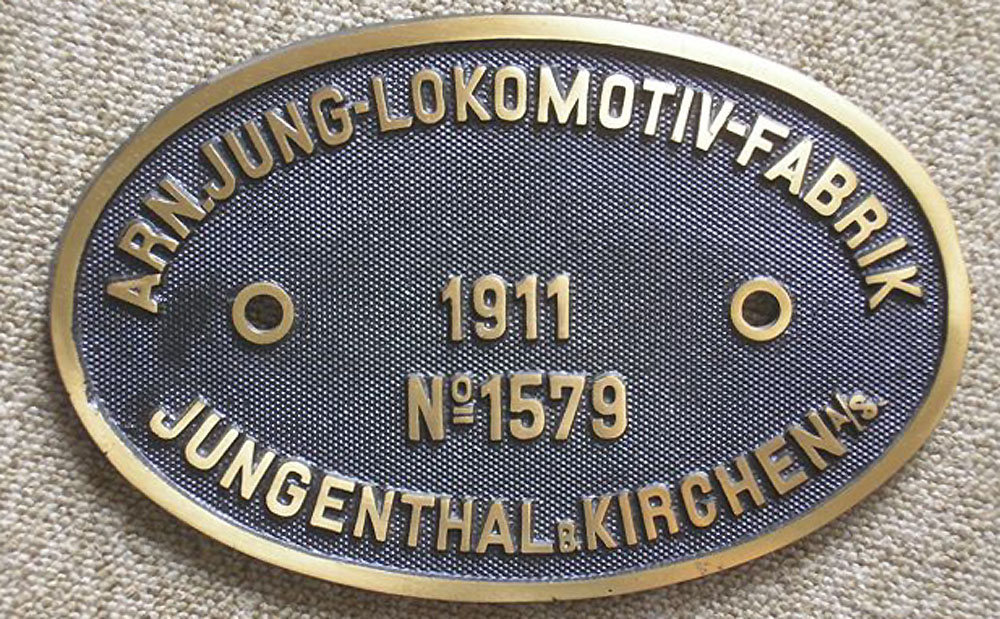 ARN.JUNG-LOKOMOTIV-FABRIK
1911
Nº 1579
JUNGENTHAL B. KIRCHEN A/S.